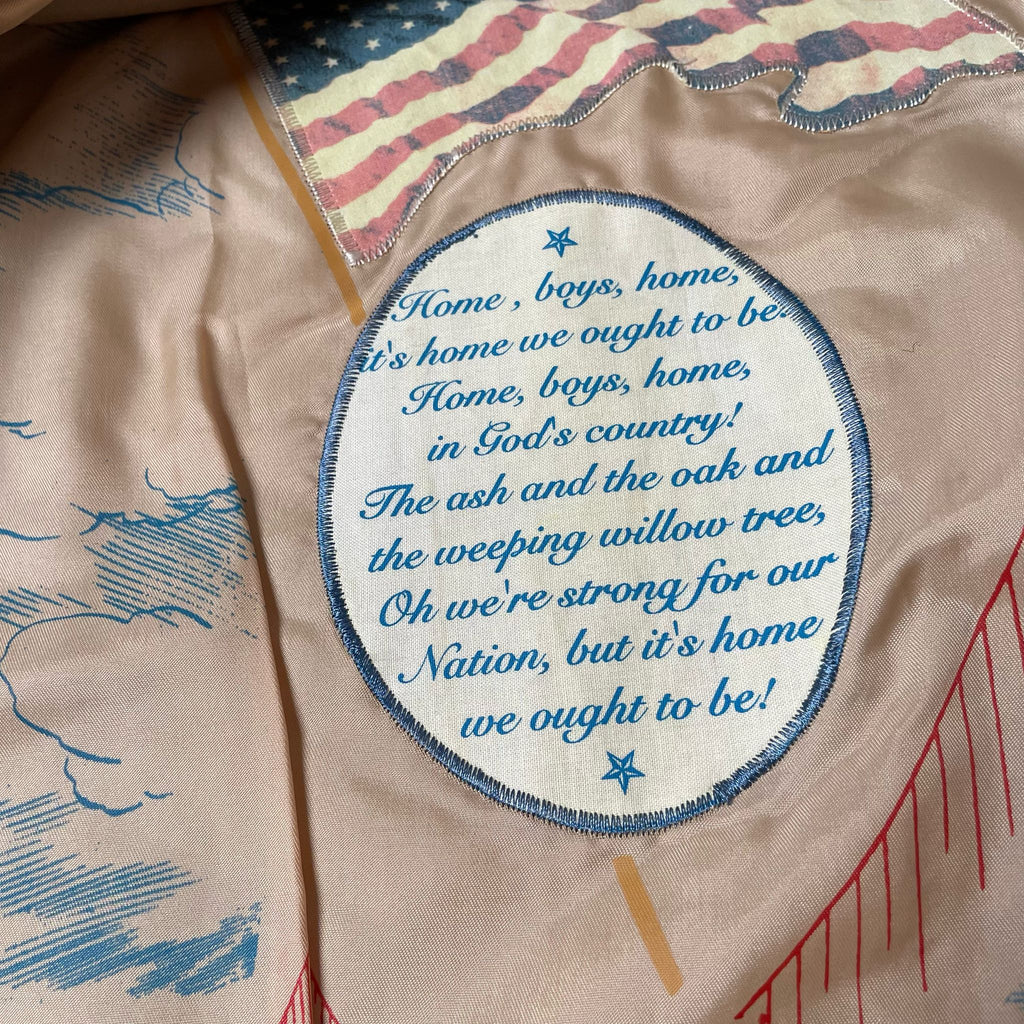 Home , boys, home,
it's home we ought to be.
Home, boys, home,
in God's country!
The ash and the oak and
the weeping willow tree,
Oh we're strong for our
Nation, but it's home
we ought to be!